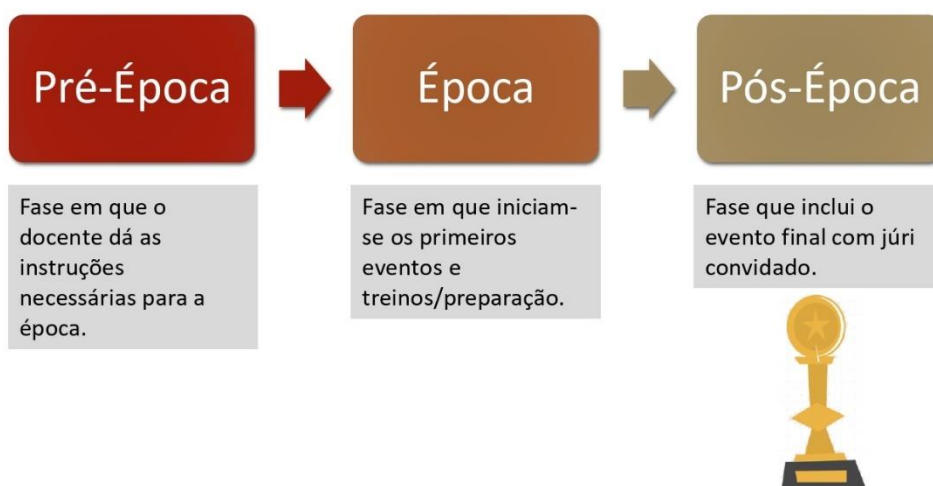 Pré-Época
Época
Pós-Época
Fase em que o
docente dá as
instruções
necessárias para a
época.
Fase em que iniciam-
se os primeiros
eventos e
treinos/preparação.
Fase que inclui o
evento final com júri
convidado.